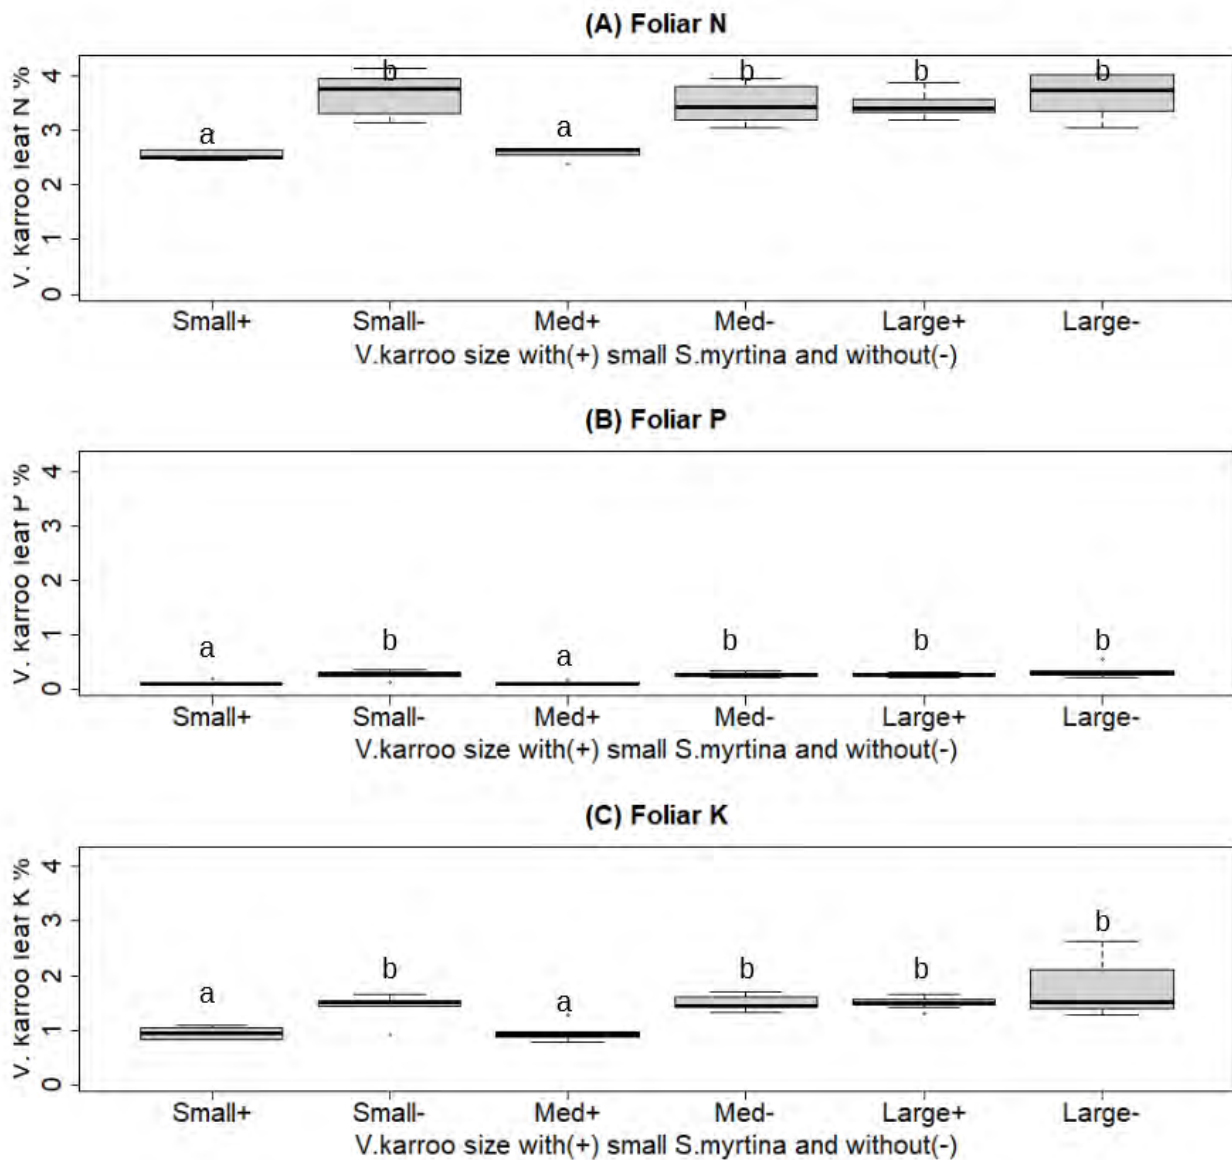 (A) Foliar N
V. karroo leaf N %
4
3
2
1
0
a
b
a
b
b
b
Small+ Small- Med+ Med- Large+ Large-
V.karroo size with(+) small S.myrtina and without(-)
(B) Foliar P
V. karroo leaf P %
4
3
2
1
0
a
b
a
b
b
b
Small+ Small- Med+ Med- Large+ Large-
V.karroo size with(+) small S.myrtina and without(-)
(C) Foliar K
V. karroo leaf K %
4
3
2
1
0
a
b
a
b
b
b
Small+ Small- Med+ Med- Large+ Large-
V.karroo size with(+) small S.myrtina and without(-)